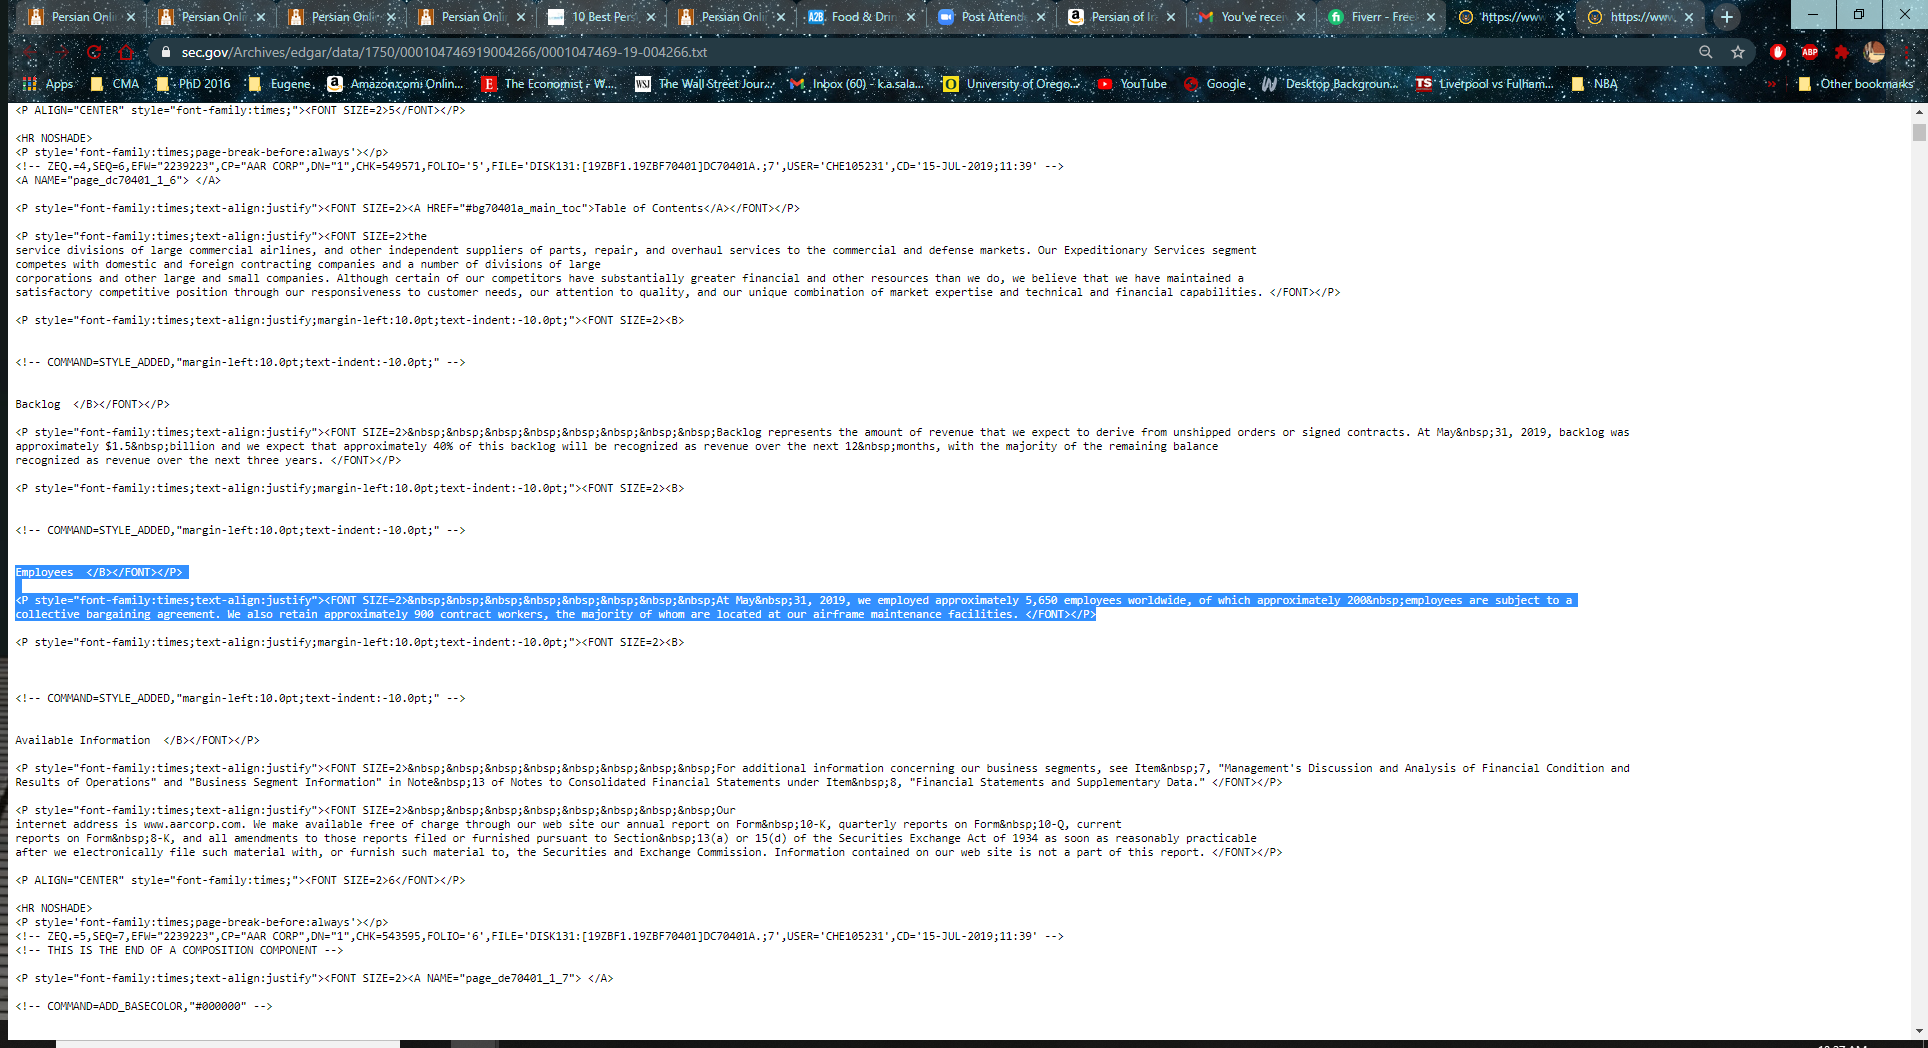 Persian Onli
Persian Onli
Persian Onli
Persian Onli
10 Best Pers
Persian Onli
Food & Drin
Post Attende
Persian of Ira
You've recei
Fiverr - Free
https://www
https://www
sec.gov/Archives/edgar/data/1750/000104746919004266/0001047469-19-004266.txt
ABP
Apps
CMA
PhD 2016
Eugene
Amazon.com: Onlin...
The Economist - W...
The Wall Street Jour...
Inbox (60) - k.a.sala...
University of Orego...
YouTube
Google
Desktop Backgroun...
Liverpool vs Fulham...
NBA
Other bookmarks
<P ALIGN="CENTER" style="font-family:times;"><FONT SIZE=2>5</FONT></P>
<HR NOSHADE>
<P style='font-family:times;page-break-before:always'></p>
<!-- ZEQ.=4,SEQ=6,EFW="2239223",CP="AAR CORP",DN="1",CHK=549571,FOLIO='5',FILE='DISK131:[19ZBF1.19ZBF70401]DC70401A.;7',USER='CHE105231',CD='15-JUL-2019;11:39' -->
<A NAME="page_dc70401_1_6"> </A>
<P style="font-family:times;text-align:justify"><FONT SIZE=2><A HREF="#bg70401a_main_toc">Table of Contents</A></FONT></P>
<P style="font-family:times;text-align:justify"><FONT SIZE=2>the
service divisions of large commercial airlines, and other independent suppliers of parts, repair, and overhaul services to the commercial and defense markets. Our Expeditionary Services segment
competes with domestic and foreign contracting companies and a number of divisions of large
corporations and other large and small companies. Although certain of our competitors have substantially greater financial and other resources than we do, we believe that we have maintained a
satisfactory competitive position through our responsiveness to customer needs, our attention to quality, and our unique combination of market expertise and technical and financial capabilities. </FONT></P>
<P style="font-family:times;text-align:justify;margin-left:10.0pt;text-indent:-10.0pt;"><FONT SIZE=2><B>
<!-- COMMAND=STYLE_ADDED,"margin-left:10.0pt;text-indent:-10.0pt;" -->
Backlog  </B></FONT></P>
<P style="font-family:times;text-align:justify"><FONT SIZE=2>&nbsp;&nbsp;&nbsp;&nbsp;&nbsp;&nbsp;&nbsp;&nbsp;Backlog represents the amount of revenue that we expect to derive from unshipped orders or signed contracts. At May&nbsp;31, 2019, backlog was
approximately $1.5&nbsp;billion and we expect that approximately 40% of this backlog will be recognized as revenue over the next 12&nbsp;months, with the majority of the remaining balance
recognized as revenue over the next three years. </FONT></P>
<P style="font-family:times;text-align:justify;margin-left:10.0pt;text-indent:-10.0pt;"><FONT SIZE=2><B>
<!-- COMMAND=STYLE_ADDED,"margin-left:10.0pt;text-indent:-10.0pt;" -->
Employees  </B></FONT></P>
<P style="font-family:times;text-align:justify"><FONT SIZE=2>&nbsp;&nbsp;&nbsp;&nbsp;&nbsp;&nbsp;&nbsp;&nbsp;At May&nbsp;31, 2019, we employed approximately 5,650 employees worldwide, of which approximately 200&nbsp;employees are subject to a
collective bargaining agreement. We also retain approximately 900 contract workers, the majority of whom are located at our airframe maintenance facilities. </FONT></P>
<P style="font-family:times;text-align:justify;margin-left:10.0pt;text-indent:-10.0pt;"><FONT SIZE=2><B>
<!-- COMMAND=STYLE_ADDED,"margin-left:10.0pt;text-indent:-10.0pt;" -->
Available Information  </B></FONT></P>
<P style="font-family:times;text-align:justify"><FONT SIZE=2>&nbsp;&nbsp;&nbsp;&nbsp;&nbsp;&nbsp;&nbsp;&nbsp;For additional information concerning our business segments, see Item&nbsp;7, "Management's Discussion and Analysis of Financial Condition and
Results of Operations" and "Business Segment Information" in Note&nbsp;13 of Notes to Consolidated Financial Statements under Item&nbsp;8, "Financial Statements and Supplementary Data." </FONT></P>
<P style="font-family:times;text-align:justify"><FONT SIZE=2>&nbsp;&nbsp;&nbsp;&nbsp;&nbsp;&nbsp;&nbsp;&nbsp;Our
internet address is www.aarcorp.com. We make available free of charge through our web site our annual report on Form&nbsp;10-K, quarterly reports on Form&nbsp;10-Q, current
reports on Form&nbsp;8-K, and all amendments to those reports filed or furnished pursuant to Section&nbsp;13(a) or 15(d) of the Securities Exchange Act of 1934 as soon as reasonably practicable
after we electronically file such material with, or furnish such material to, the Securities and Exchange Commission. Information contained on our web site is not a part of this report. </FONT></P>
<P ALIGN="CENTER" style="font-family:times;"><FONT SIZE=2>6</FONT></P>
<HR NOSHADE>
<P style='font-family:times;page-break-before:always'></p>
<!-- ZEQ.=5,SEQ=7,EFW="2239223",CP="AAR CORP",DN="1",CHK=543595,FOLIO='6',FILE='DISK131:[19ZBF1.19ZBF70401]DC70401A.;7',USER='CHE105231',CD='15-JUL-2019;11:39' -->
<!-- THIS IS THE END OF A COMPOSITION COMPONENT -->
<P style="font-family:times;text-align:justify"><FONT SIZE=2><A NAME="page_de70401_1_7"> </A>
<!-- COMMAND=ADD_BASECOLOR,"#000000" -->